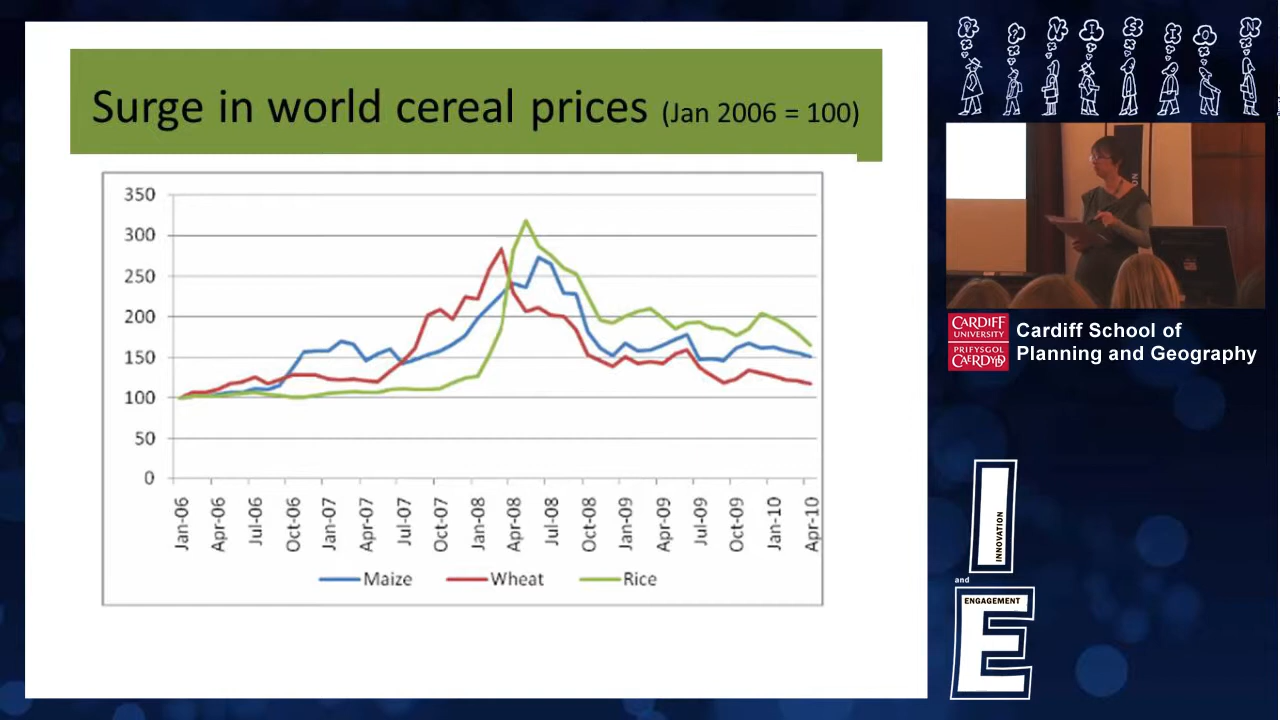 Surge in world cereal prices (Jan 2006 = 100)
350
300
250
200
150
100
50
0
Jan-06
Apr-06
Jul-06
Oct-06
Jan-07
Apr-07
Jul-07
Oct-07
Jan-08
Apr-08
Jul-08
Oct-08
Jan-09
Apr-09
Jul-09
Oct-09
Jan-10
Apr-10
Maize Wheat Rice
VISION
CARDIFF
UNIVERSITY
PRIFYSGOL
CAERDYDD
Cardiff School of
Planning and Geography
INNOVATION
and
ENGAGEMENT
I
E